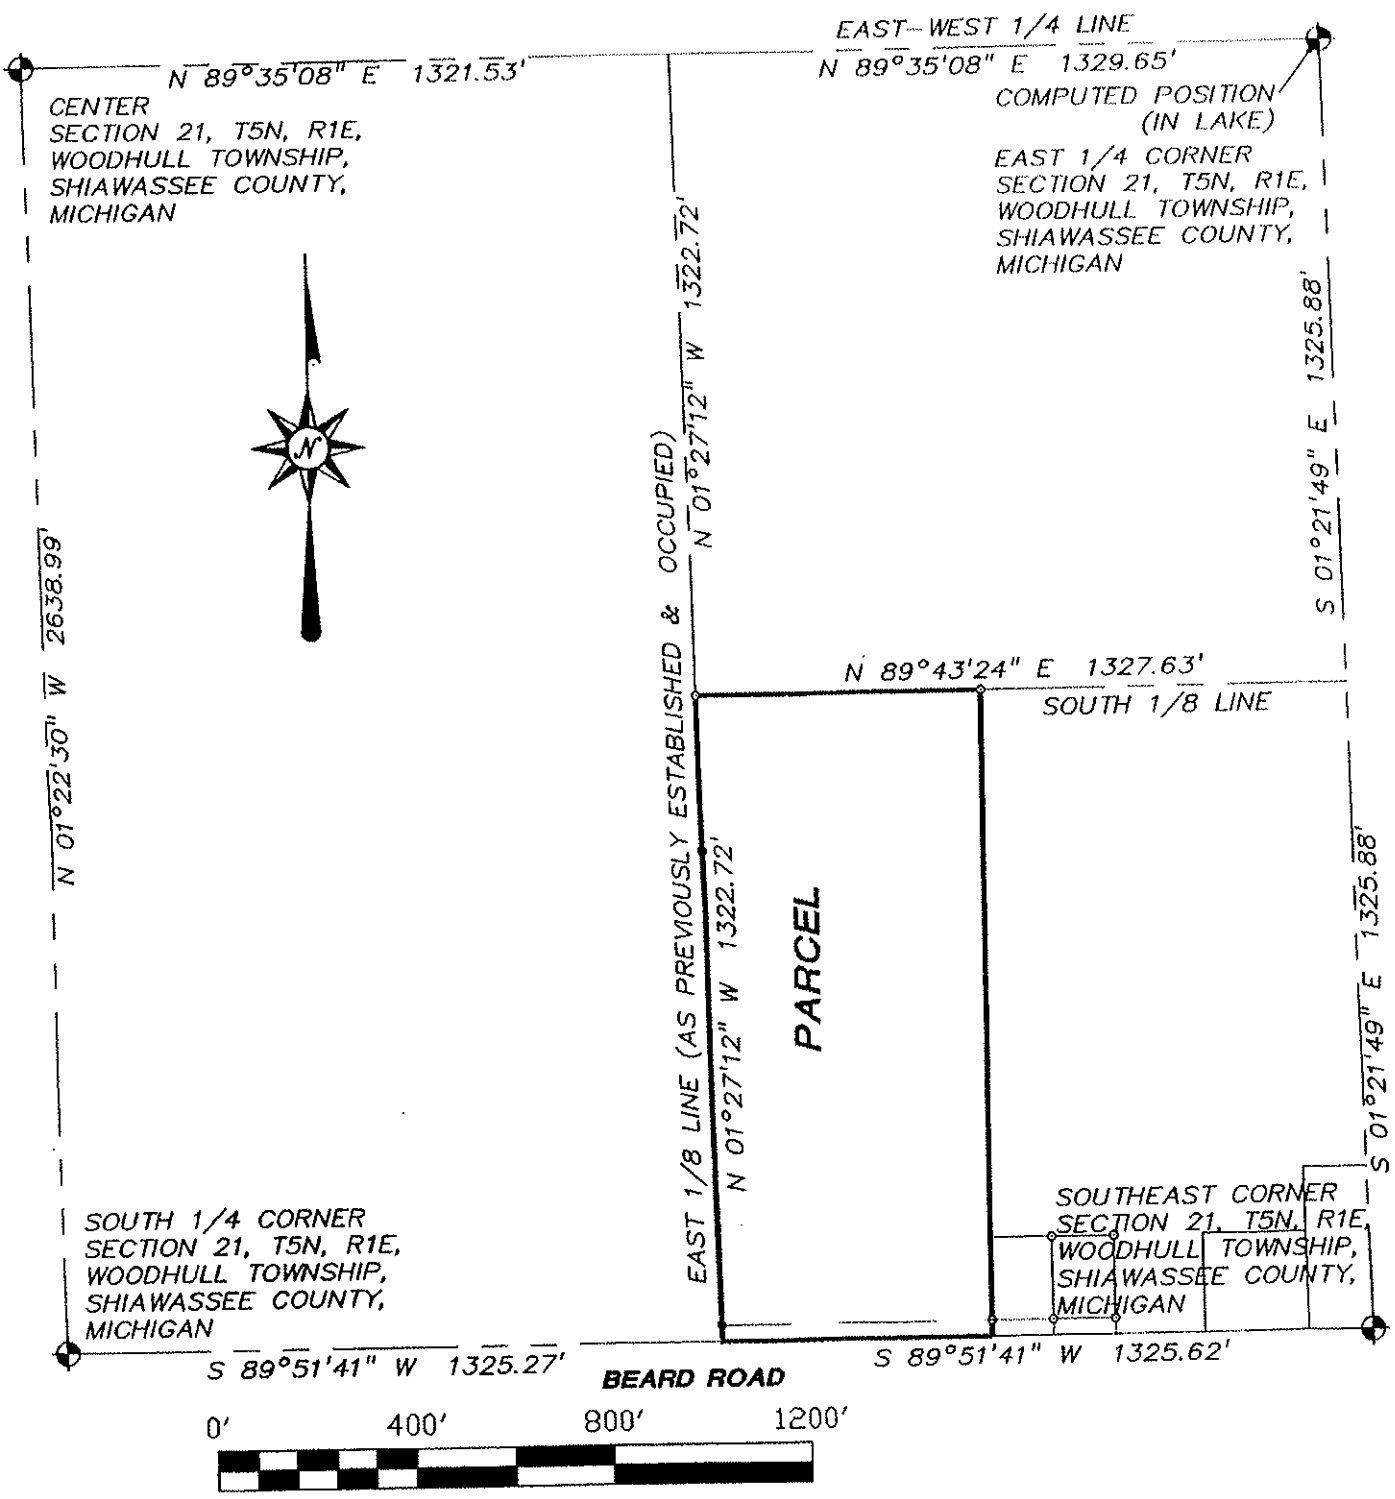 EAST-WEST 1/4 LINE
N 89°35'08" E 1321.53'
N 89°35'08" E 1329.65'
CENTER
SECTION 21, T5N, R1E,
WOODHULL TOWNSHIP,
SHIAWASSEE COUNTY,
MICHIGAN
COMPUTED POSITION
(IN LAKE)
EAST 1/4 CORNER
SECTION 21, T5N, R1E,
WOODHULL TOWNSHIP,
SHIAWASSEE COUNTY,
MICHIGAN
N 01°27'12" W 1322.72'
S 01°21'49" E 1325.88'
N
N 01°22'30" W 2638.99'
EAST 1/8 LINE (AS PREVIOUSLY ESTABLISHED & OCCUPIED)
N 89°43'24" E 1327.63'
SOUTH 1/8 LINE
N 01°27'12" W 1322.72'
PARCEL
S 01°21'49" E 1325.88'
SOUTH 1/4 CORNER
SECTION 21, T5N, R1E,
WOODHULL TOWNSHIP,
SHIAWASSEE COUNTY,
MICHIGAN
SOUTHEAST CORNER
SECTION 21, T5N, R1E,
WOODHULL TOWNSHIP,
SHIAWASSEE COUNTY,
MICHIGAN
S 89°51'41" W 1325.27'
S 89°51'41" W 1325.62'
BEARD ROAD
0' 400' 800' 1200'